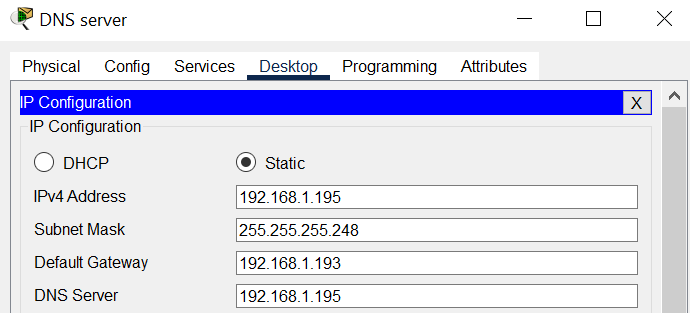 DNS server
Physical Config Services Desktop Programming Attributes
IP Configuration X
IP Configuration
DHCP Static
IPv4 Address 192.168.1.195
Subnet Mask 255.255.255.248
Default Gateway 192.168.1.193
DNS Server 192.168.1.195